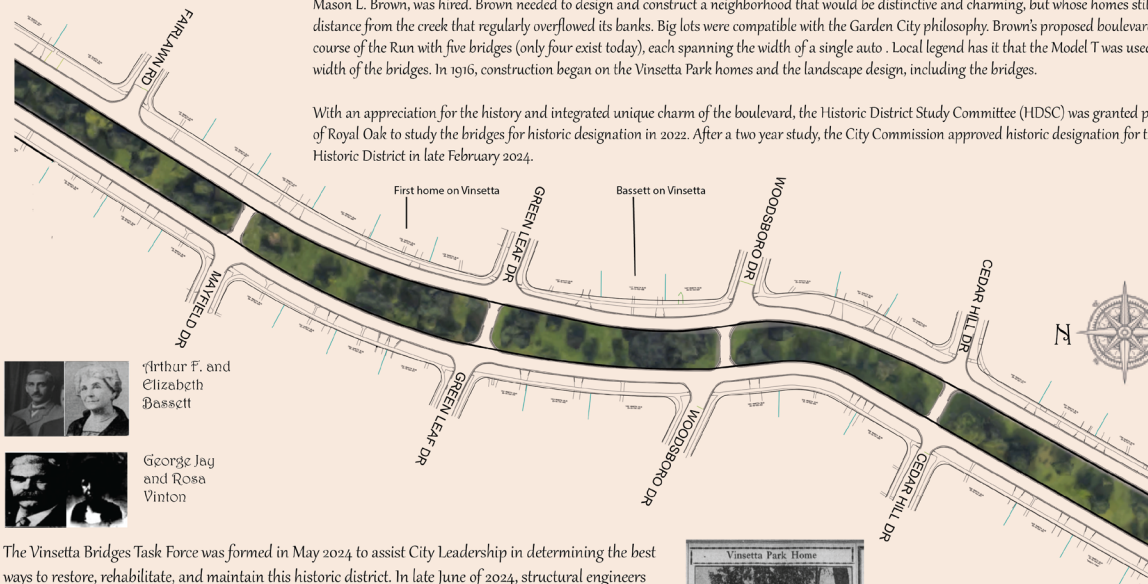 Mason L. Brown, was hired. Brown needed to design and construct a neighborhood that would be distinctive and charming, but whose homes
distance from the creek that regularly overflowed its banks. Big lots were compatible with the Garden City philosophy. Brown's proposed
course of the Run with five bridges (only four exist today), each spanning the width of a single auto . Local legend has it that the Model T was
width of the bridges. In 1916, construction began on the Vinsetta Park homes and the landscape design, including the bridges.
With an appreciation for the history and integrated unique charm of the boulevard, the Historic District Study Committee (HDSC) was granted
of Royal Oak to study the bridges for historic designation in 2022. After a two year study, the City Commission approved historic designation for
Historic District in late February 2024.
FAIRLAWN RD
First home on Vinsetta
GREEN LEAF DR
Bassett on Vinsetta
WOODSBORO DR
CEDAR HILL DR
N
MAYFIELD DR
GREEN LEAF DR
WOODSBORO DR
CEDAR HILL DR
Arthur F. and
Elizabeth
Bassett
George Jay
and Rosa
Vinton
The Vinsetta Bridges Task Force was formed in May 2024 to assist City Leadership in determining the best
ways to restore, rehabilitate, and maintain this historic district. In late June of 2024, structural engineers
Vinsetta Park Home